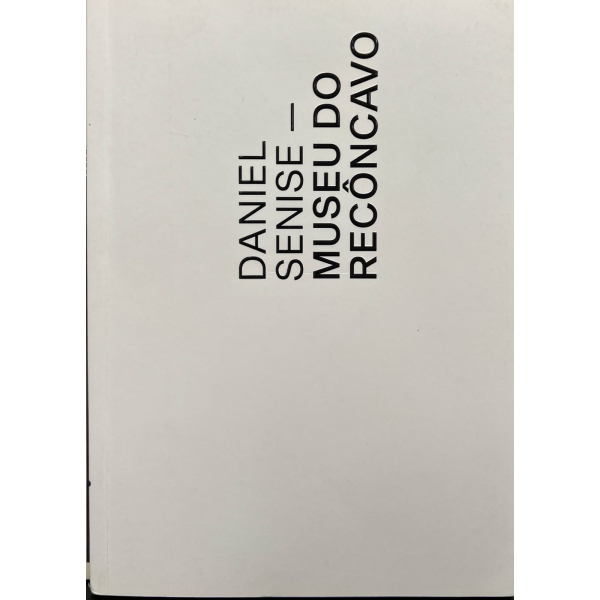 DANIEL
SENISE —
MUSEU DO
RECÔNCAVO